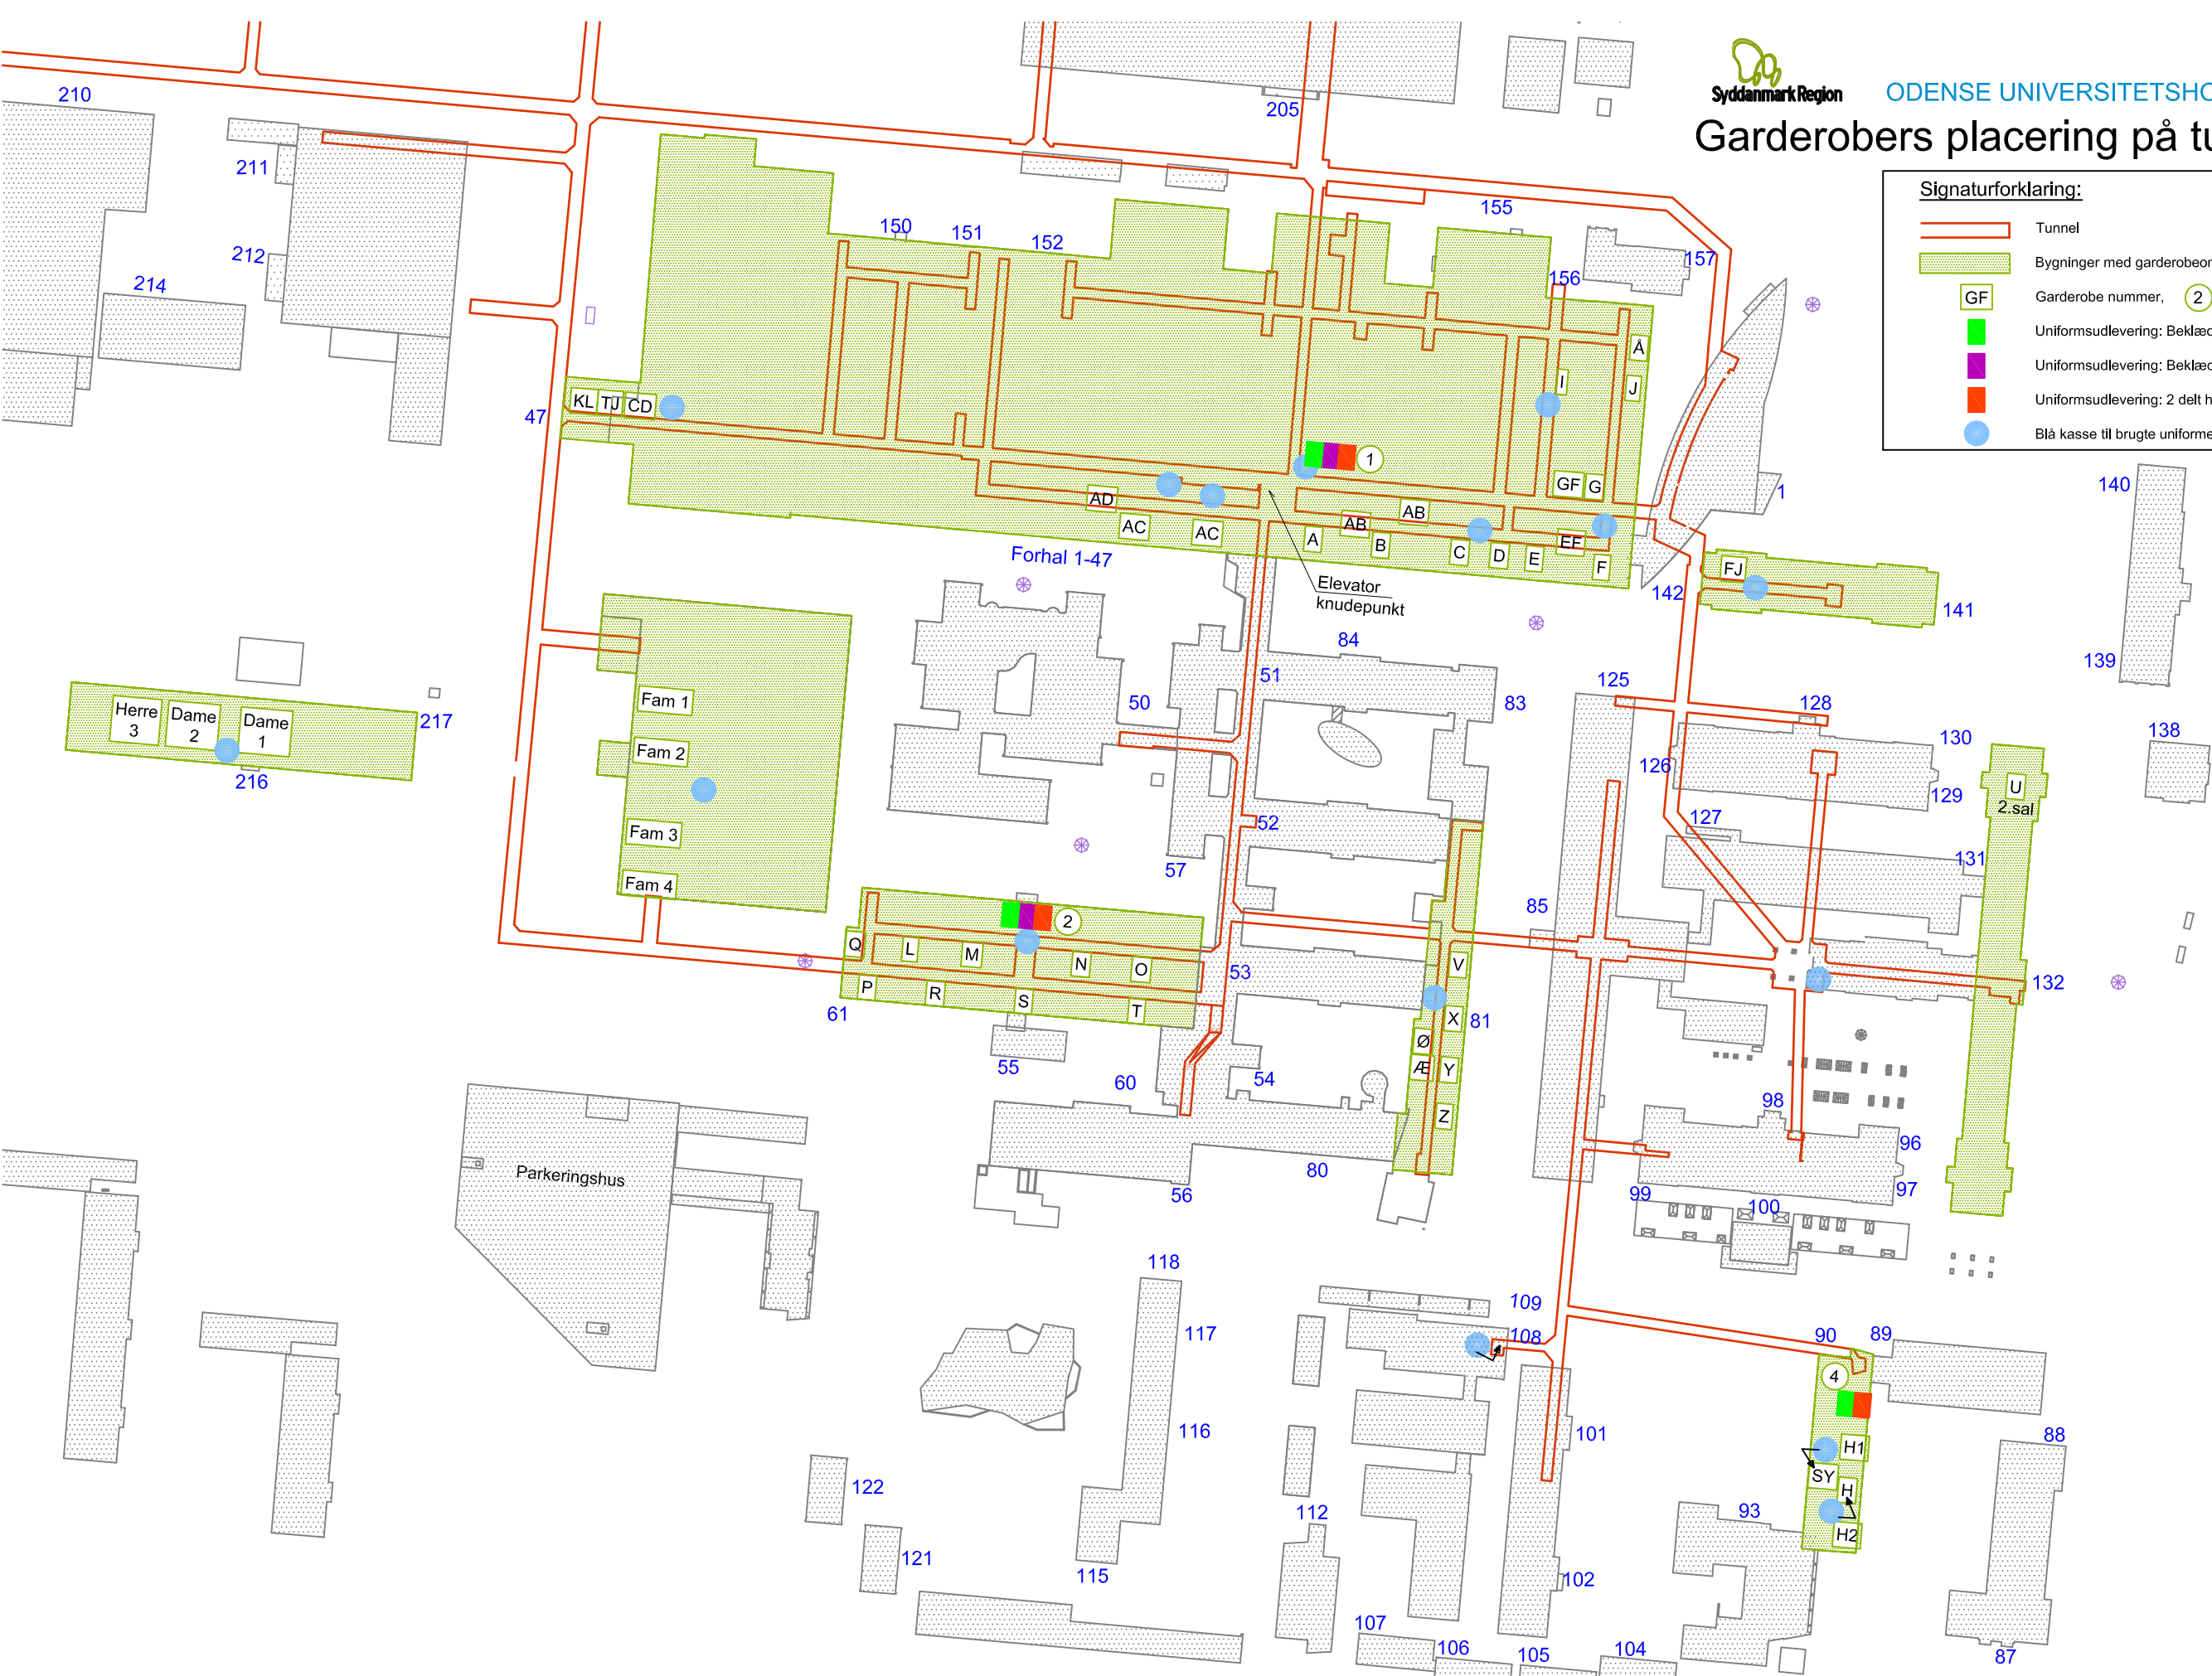 Syddanmark Region
ODENSE UNIVERSITETSHO
Garderobers placering på tu
Signaturforklaring:
Tunnel
Bygninger med garderobeor
GF Garderobe nummer, 2
Uniformsudlevering: Beklæd
Uniformsudlevering: Beklæd
Uniformsudlevering: 2 delt h
Blå kasse til brugte uniforme
210
205
211
212
214
150
151
152
155
156
157
47
KL TJ CD
I
Å
J
1
GF G
AD
AC
AC
A
AB
B
AB
C
D
E
EF
F
1
Forhal 1-47
Elevator
knudepunkt
142
FJ
141
140
139
138
Herre
3
Dame
2
Dame
1
217
216
Fam 1
Fam 2
Fam 3
Fam 4
50
51
84
83
52
57
125
128
126
130
129
127
131
U
2.sal
132
85
2
Q
L
M
N
O
P
R
S
T
61
53
55
60
54
56
80
V
X
81
Ø
Æ
Y
Z
98
96
97
99
100
Parkeringshus
118
117
116
115
122
121
109
108
112
101
102
107
106
105
104
90
89
4
H1
SY
H
H2
93
88
87